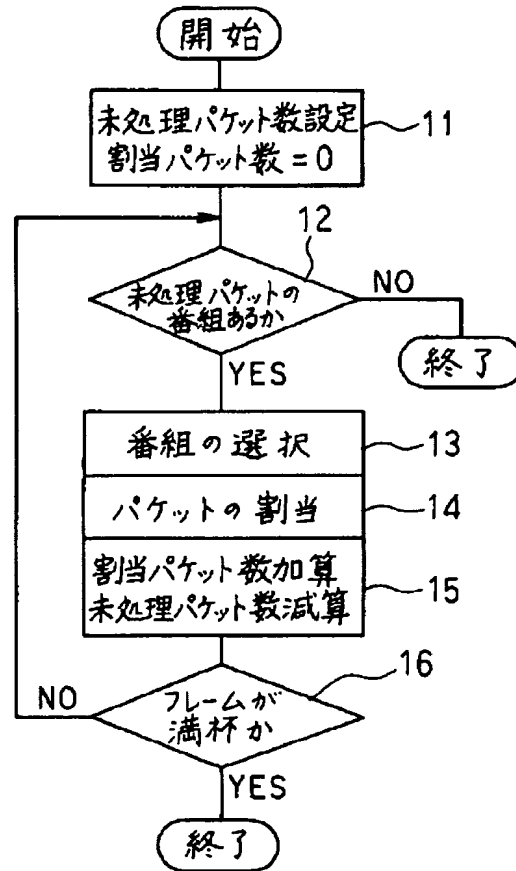 開始
未処理パケット数設定
割当パケット数=0
11
12
未処理パケットの
番組あるか
NO
終了
YES
番組の選択
13
パケットの割当
14
割当パケット数加算
未処理パケット数減算
15
16
フレームが
満杯か
NO
YES
終了